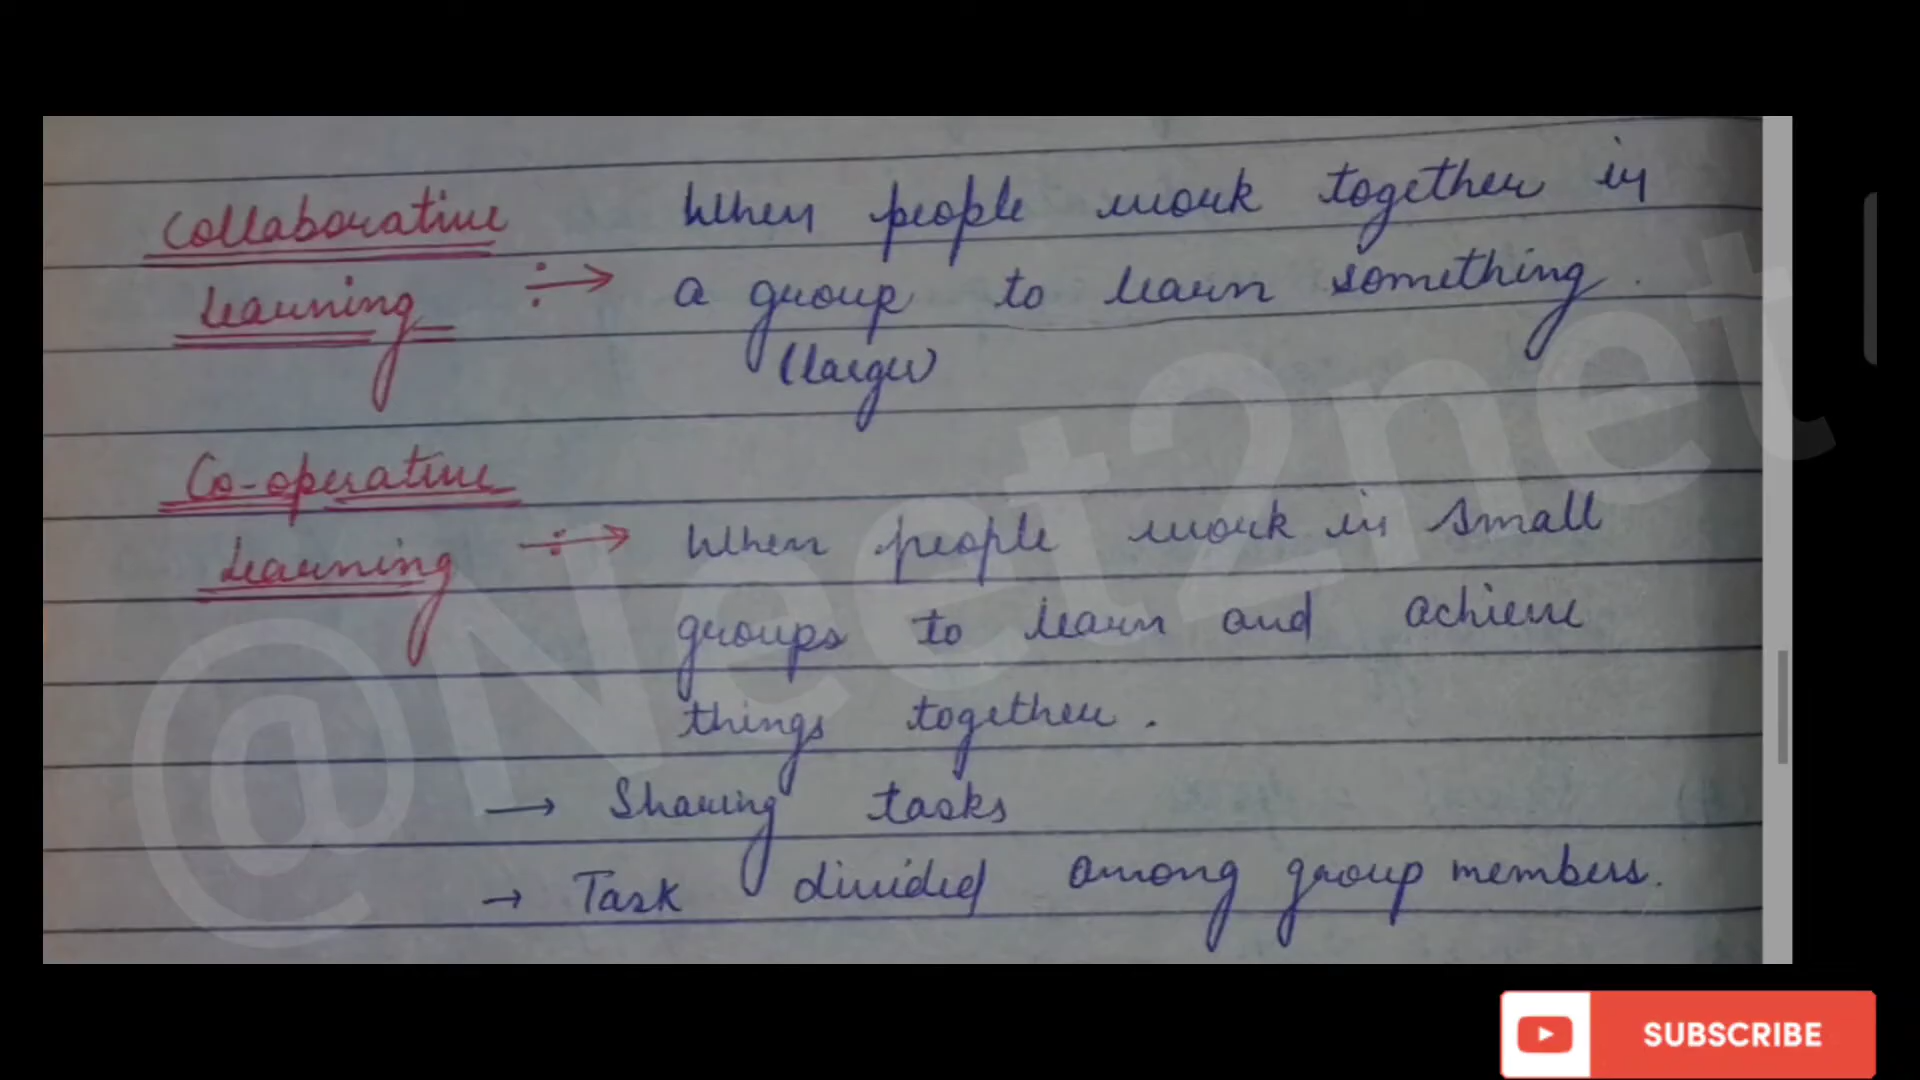 Collaborative
Learning ÷→ When people work together in
a group to learn something.
(larger)
Co-operative
Learning ÷→ When people work in small
groups to learn and achieve
things together.
→ Sharing tasks
→ Task divided among group members.
@Neet2net
SUBSCRIBE